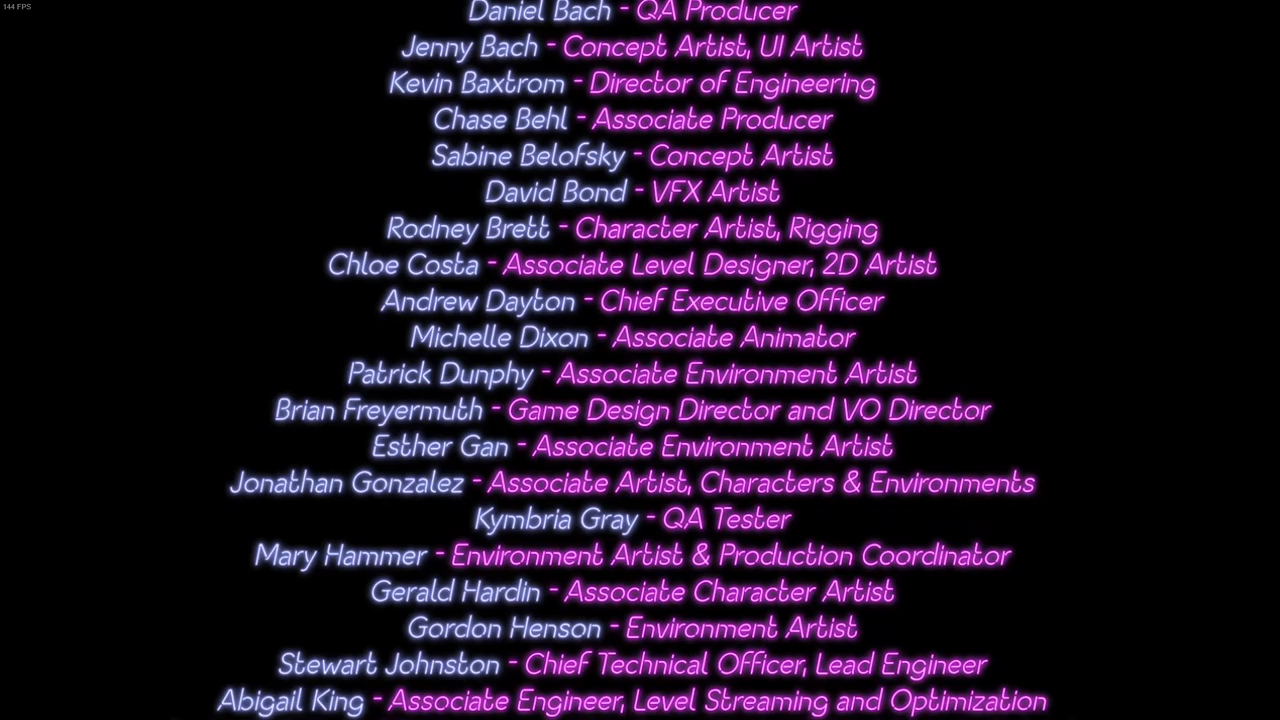 144 FPS
Daniel Bach - QA Producer
Jenny Bach - Concept Artist, UI Artist
Kevin Baxtrom - Director of Engineering
Chase Behl - Associate Producer
Sabine Belofsky - Concept Artist
David Bond - VFX Artist
Rodney Brett - Character Artist, Rigging
Chloe Costa - Associate Level Designer, 2D Artist
Andrew Dayton - Chief Executive Officer
Michelle Dixon - Associate Animator
Patrick Dunphy - Associate Environment Artist
Brian Freyermuth - Game Design Director and VO Director
Esther Gan - Associate Environment Artist
Jonathan Gonzalez - Associate Artist, Characters & Environments
Kymbria Gray - QA Tester
Mary Hammer - Environment Artist & Production Coordinator
Gerald Hardin - Associate Character Artist
Gordon Henson - Environment Artist
Stewart Johnston - Chief Technical Officer, Lead Engineer
Abigail King - Associate Engineer, Level Streaming and Optimization